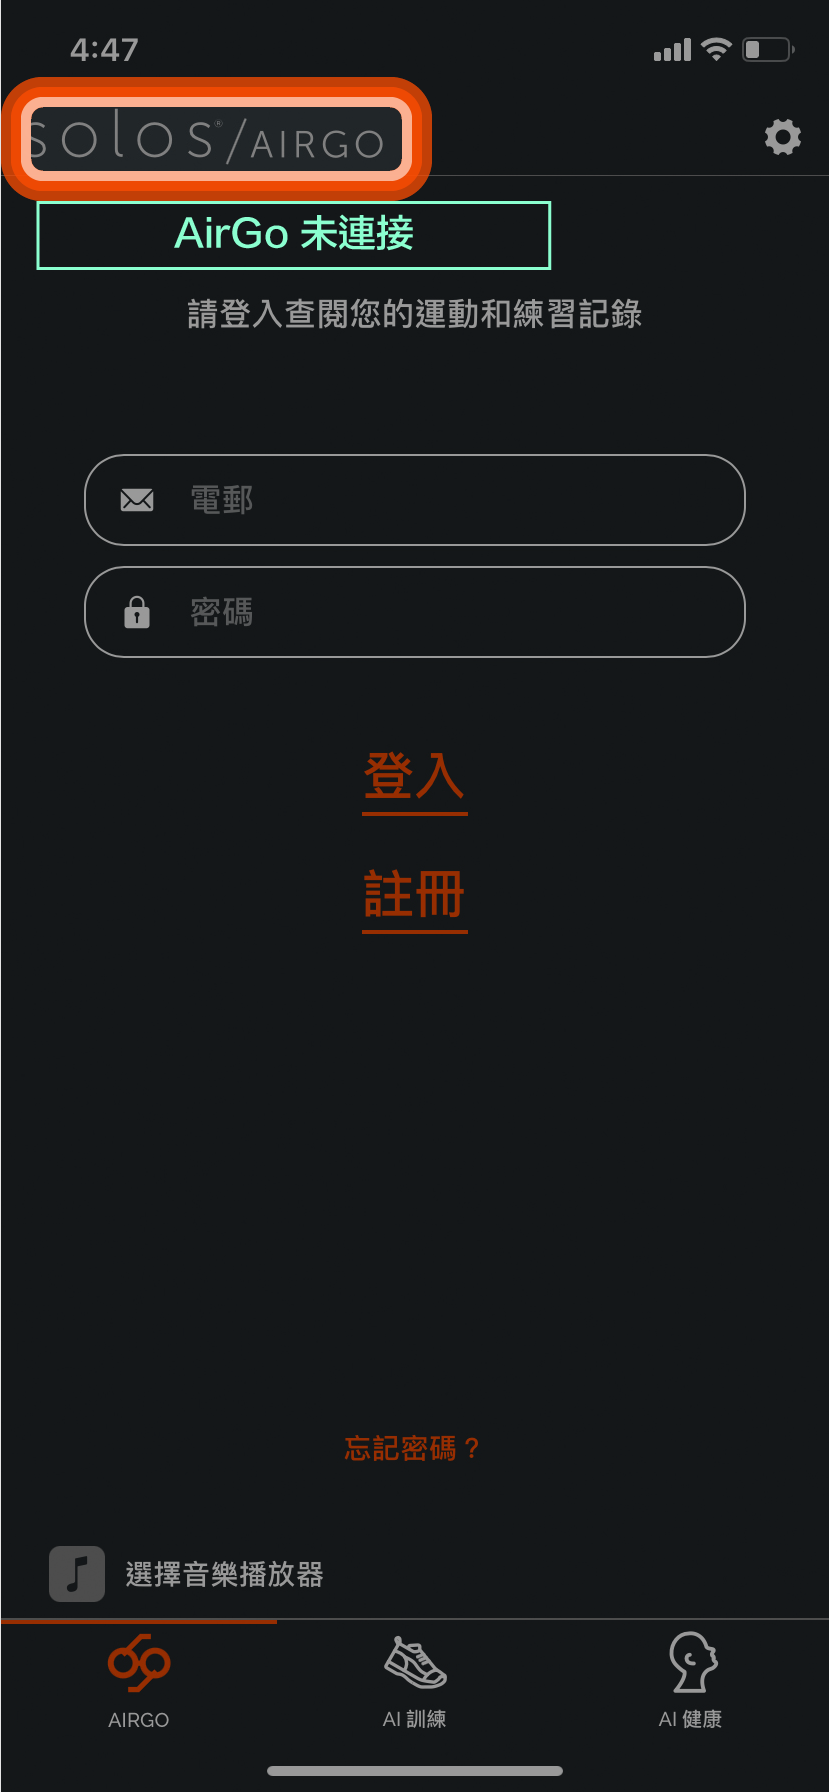 4:47
solos® / AIRGO
AirGo 未連接
請登入查閱您的運動和練習記錄
電郵
密碼
登入
註冊
忘記密碼？
選擇音樂播放器
AIRGO
AI 訓練
AI 健康